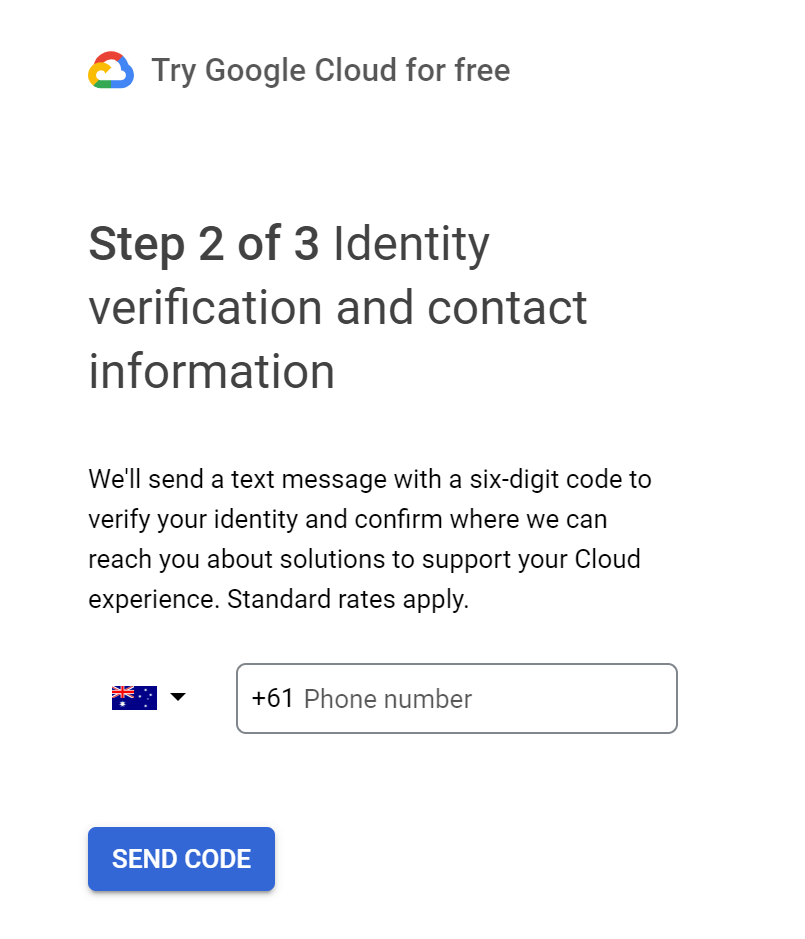 Try Google Cloud for free
Step 2 of 3 Identity
verification and contact
information
We'll send a text message with a six-digit code to
verify your identity and confirm where we can
reach you about solutions to support your Cloud
experience. Standard rates apply.
+61 Phone number
SEND CODE